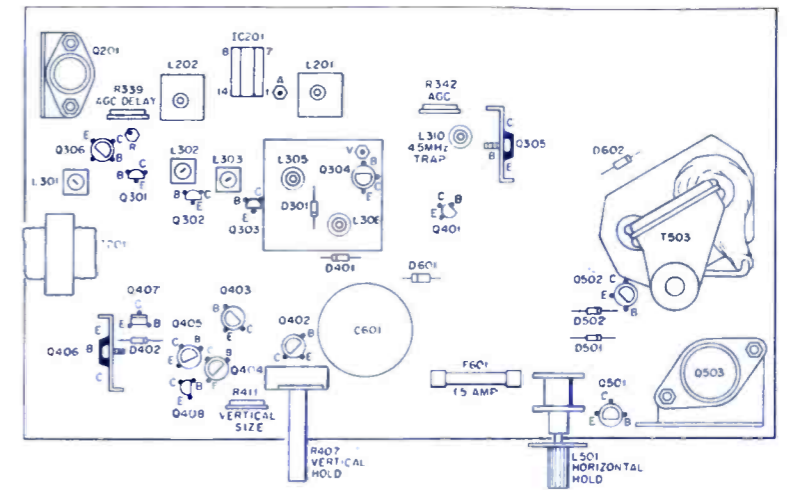 Q201
IC201
8
7
14
1
A
L202
L201
R339
AGC DELAY
R342
AGC
L310
4.5MHz
TRAP
C
B
E
Q305
D602
E
C
B
Q306
R
L302
L303
L305
V
Q304
B
C
E
L301
C
B
E
Q301
B
C
E
Q302
C
B
E
Q303
D301
C
B
E
Q401
T503
D401
D601
Q502
C
E
B
D502
D501
Q407
C
E
B
D402
Q403
B
C
E
Q405
C
B
E
Q402
B
C
E
C601
Q406
E
B
C
B
C
E
Q404
C
B
E
Q408
R411
VERTICAL
SIZE
F601
1.5 AMP
Q501
C
E
B
Q503
R407
VERTICAL
HOLD
L501
HORIZONTAL
HOLD